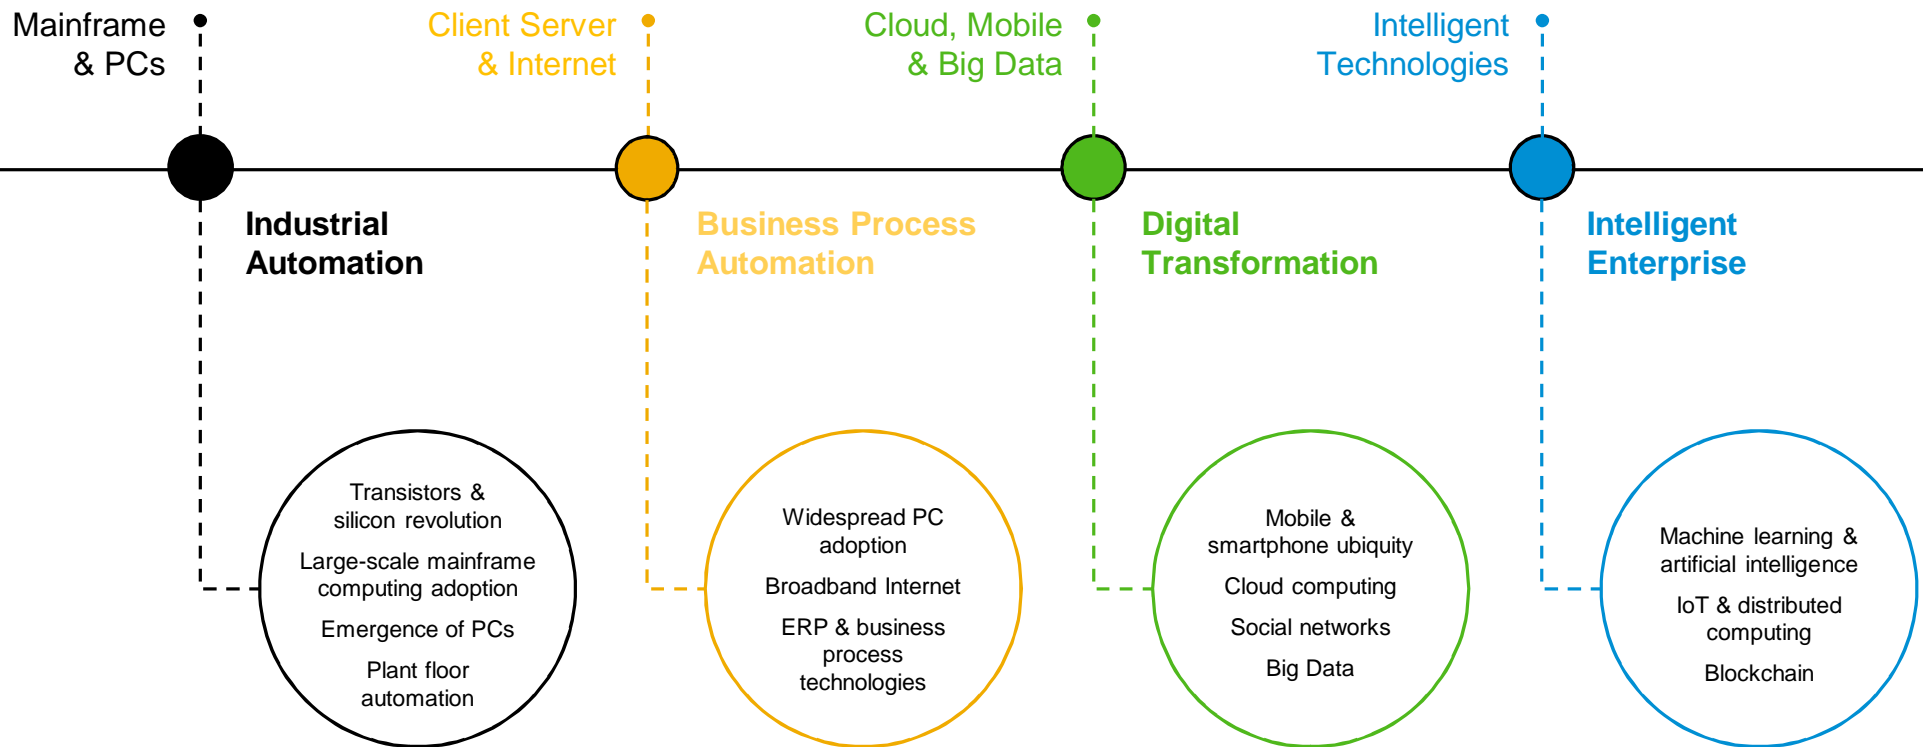 Mainframe
& PCs
Client Server
& Internet
Cloud, Mobile
& Big Data
Intelligent
Technologies
Industrial
Automation
Business Process
Automation
Digital
Transformation
Intelligent
Enterprise
Transistors &
silicon revolution
Large-scale mainframe
computing adoption
Emergence of PCs
Plant floor
automation
Widespread PC
adoption
Broadband Internet
ERP & business
process
technologies
Mobile &
smartphone ubiquity
Cloud computing
Social networks
Big Data
Machine learning &
artificial intelligence
IoT & distributed
computing
Blockchain